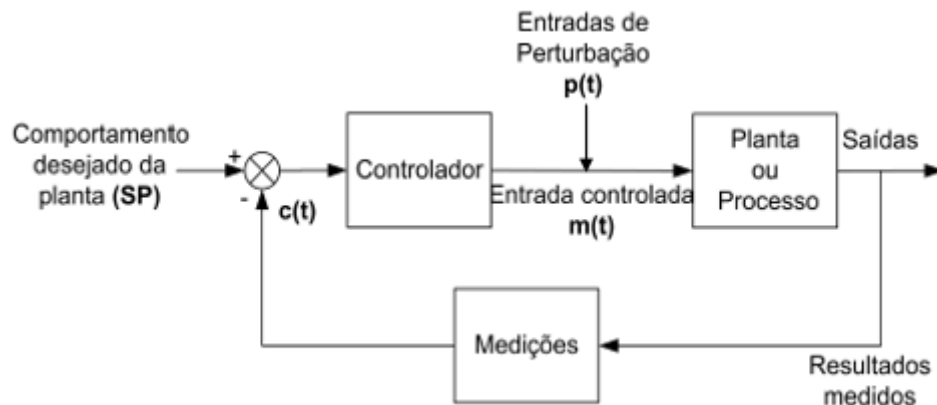 Entradas de
Perturbação
p(t)
Comportamento
desejado da
planta (SP)
+
-
c(t)
Controlador
Entrada controlada
m(t)
Planta
ou
Processo
Saídas
Medições
Resultados
medidos